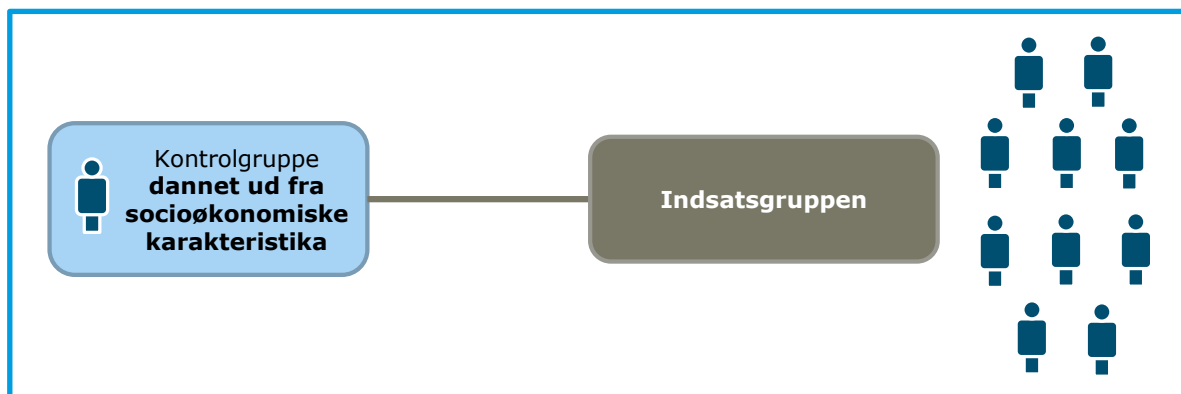 Kontrolgruppe
dannet ud fra
socioøkonomiske
karakteristika
Indsatsgruppen